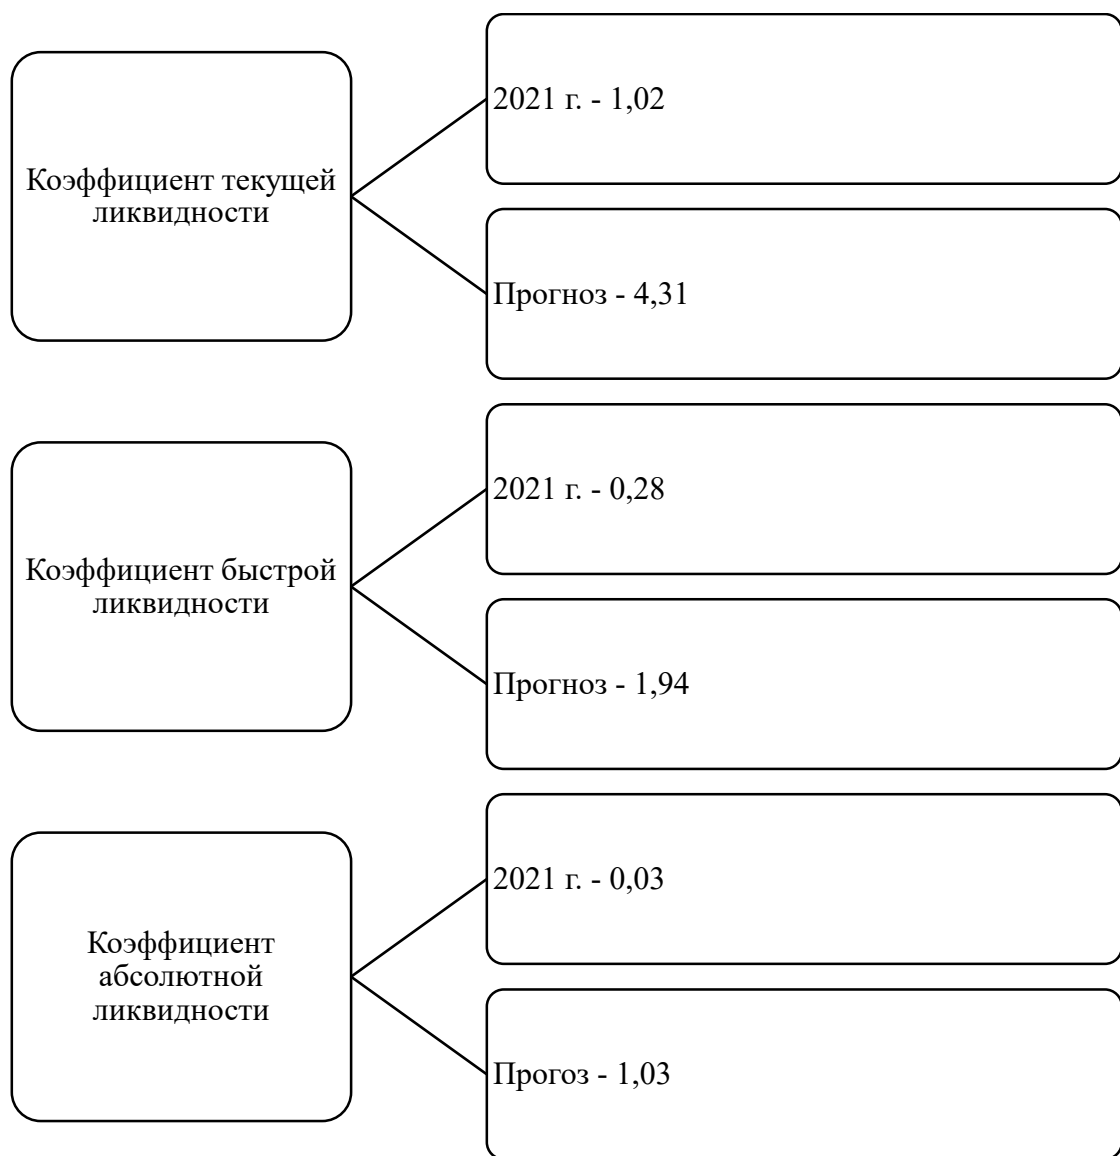 Коэффициент текущей
ликвидности
2021 г. - 1,02
Прогноз - 4,31
Коэффициент быстрой
ликвидности
2021 г. - 0,28
Прогноз - 1,94
Коэффициент
абсолютной
ликвидности
2021 г. - 0,03
Прогоз - 1,03